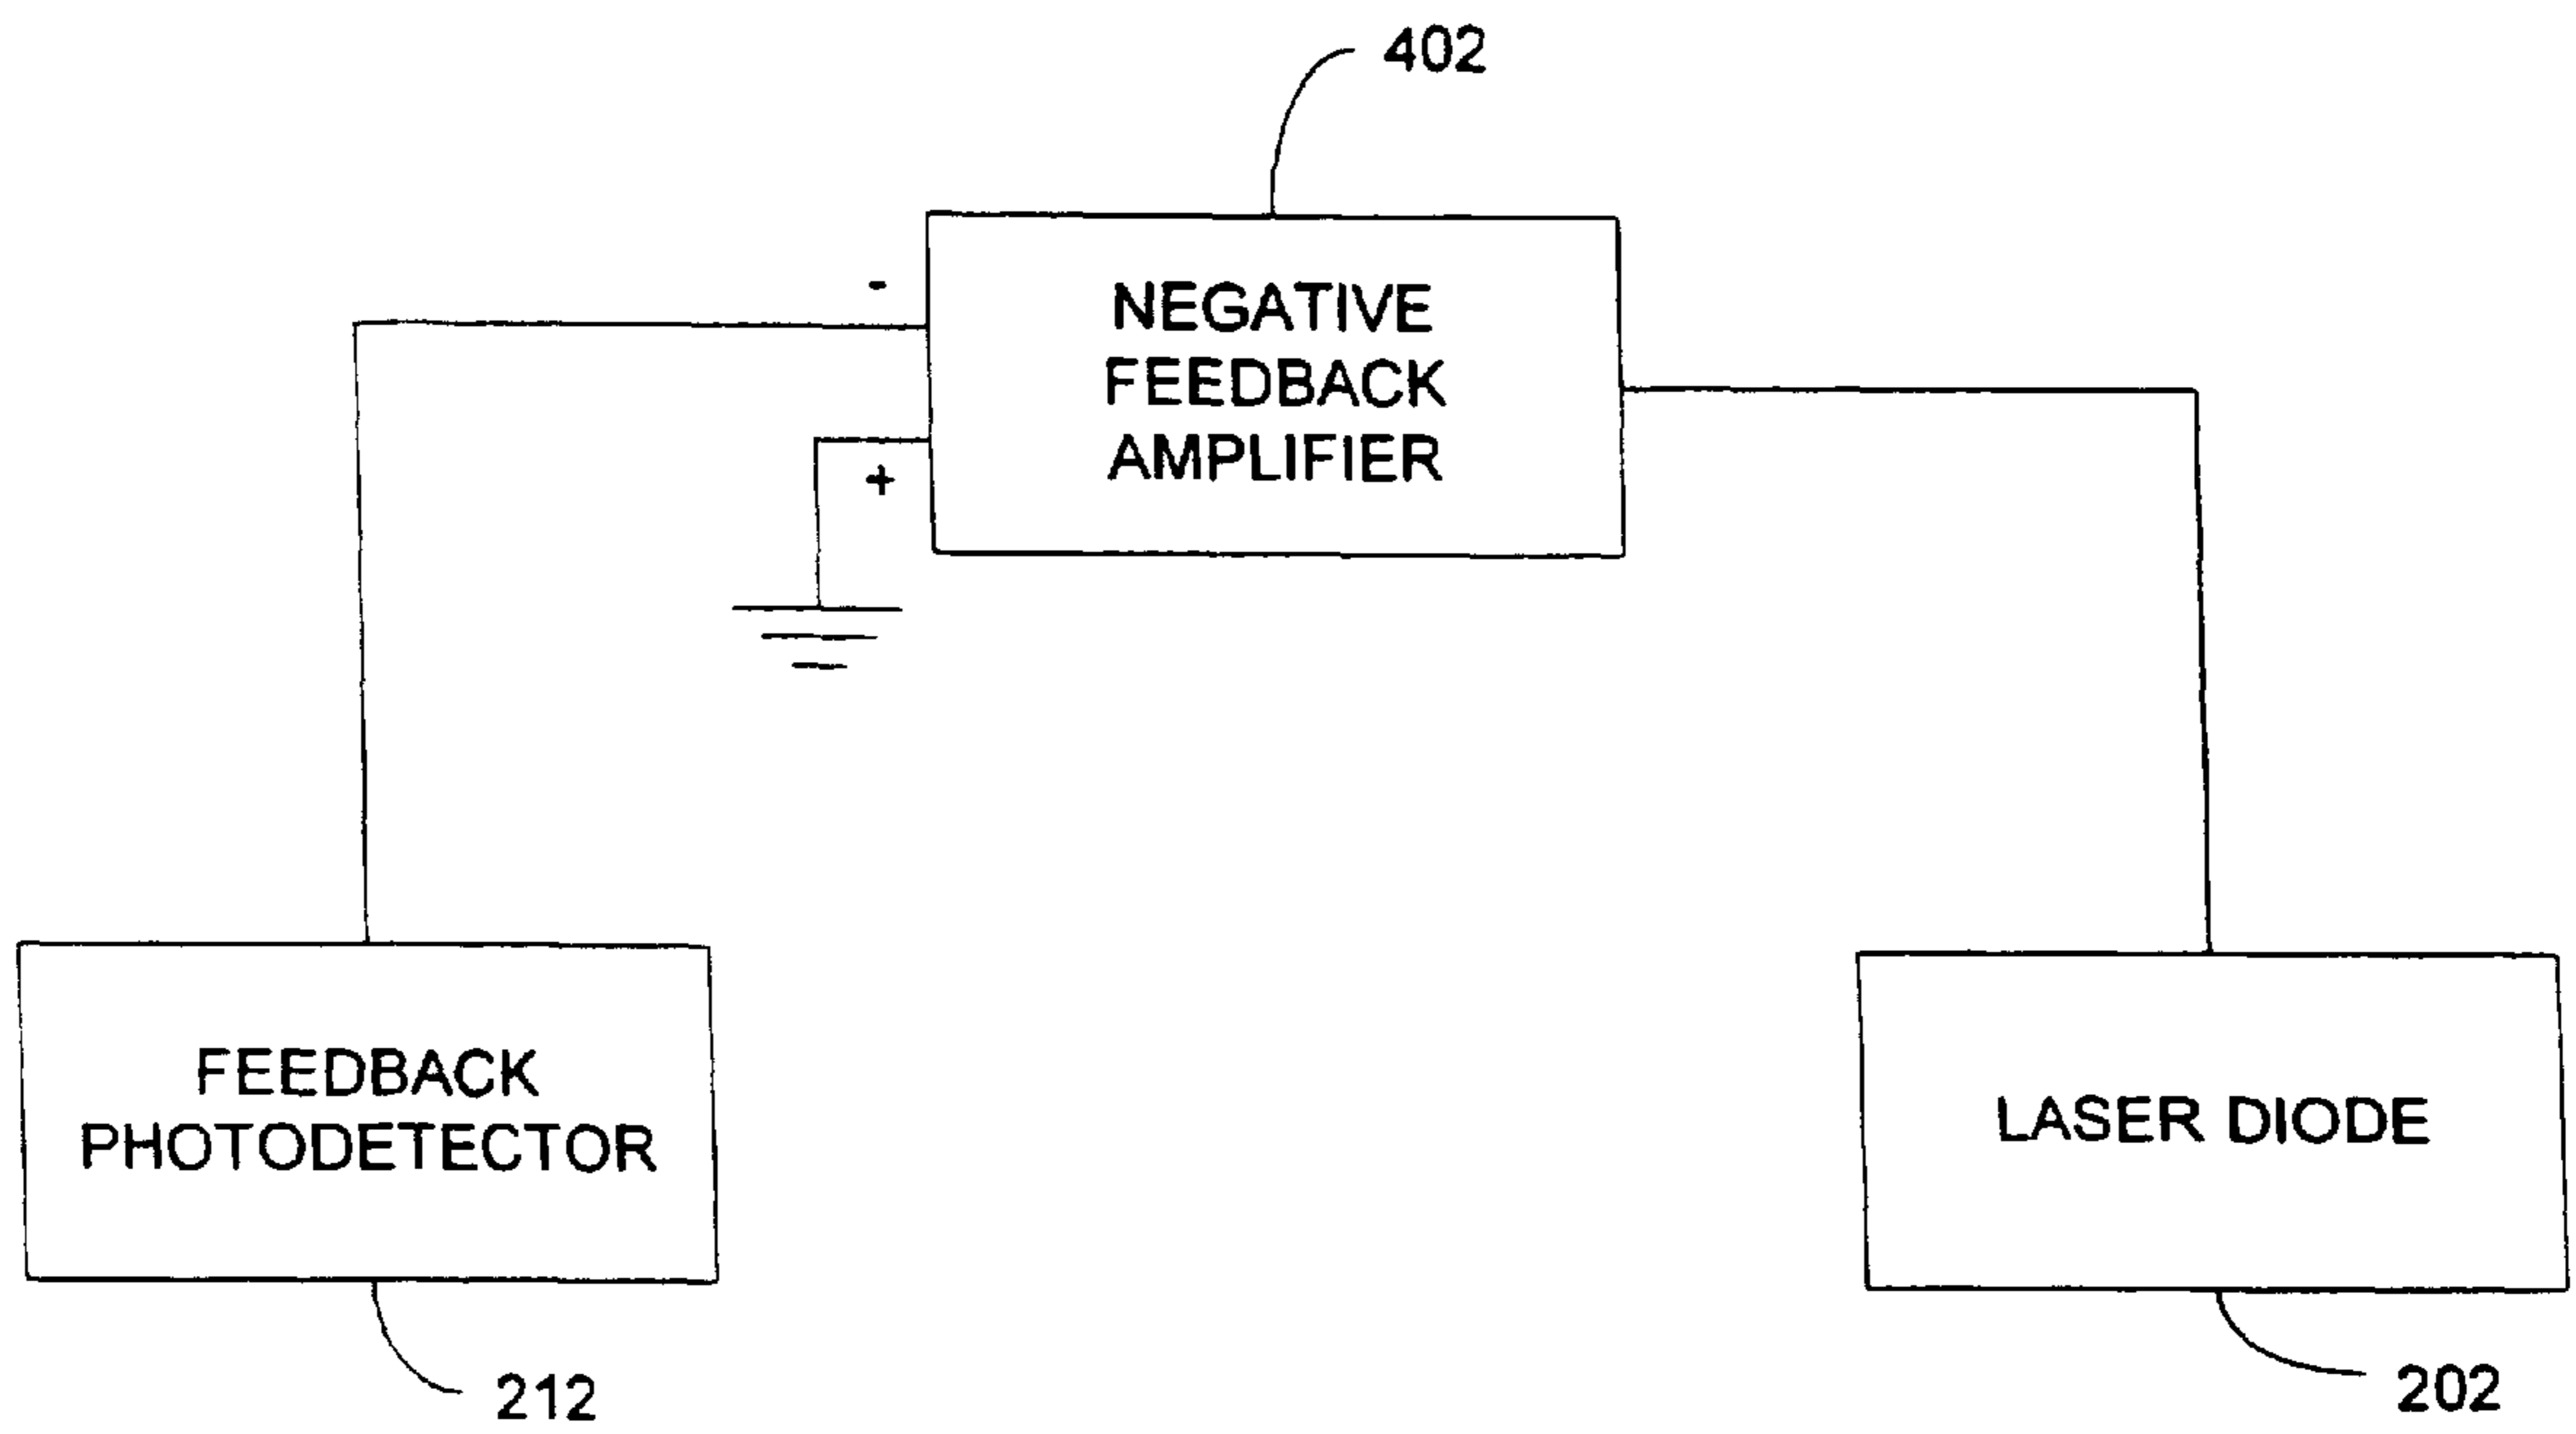 402
-
NEGATIVE
FEEDBACK
AMPLIFIER
+
FEEDBACK
PHOTODETECTOR
LASER DIODE
212
202